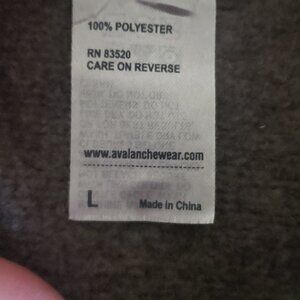 100% POLYESTER
RN 83520
CARE ON REVERSE
www.avalanchewear.com
L Made in China